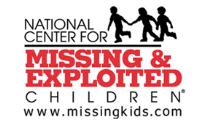 NATIONAL
CENTER FOR
MISSING &
EXPLOITED
CHILDREN®
www.missingkids.com